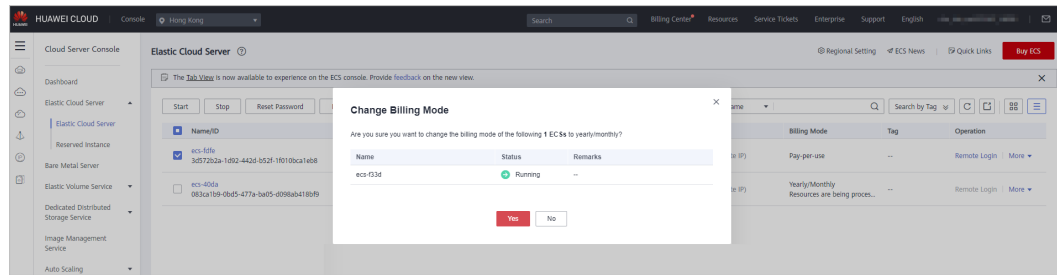 HUAWEI
HUAWEI CLOUD
Console
Hong Kong
Search
Billing Center
Resources
Service Tickets
Enterprise
Support
English
Cloud Server Console
Elastic Cloud Server
Regional Setting
ECS News
Quick Links
Buy ECS
Dashboard
The Tab View is now available to experience on the ECS console. Provide feedback on the new view.
Elastic Cloud Server
Elastic Cloud Server
Reserved Instance
Bare Metal Server
Elastic Volume Service
Dedicated Distributed
Storage Service
Image Management
Service
Auto Scaling
Start
Stop
Reset Password
ame
Search by Tag
Name/ID
Billing Mode
Tag
Operation
ecs-fdfe
3d572b2a-1d92-442d-b52f-1f010bca1eb8
te IP)
Pay-per-use
--
Remote Login
More
ecs-40da
083ca1b9-0bd5-477a-ba05-d098ab418bf9
te IP)
Yearly/Monthly
Resources are being proces...
--
Remote Login
More
Change Billing Mode
Are you sure you want to change the billing mode of the following 1 ECSs to yearly/monthly?
Name
Status
Remarks
ecs-f33d
Running
--
Yes
No